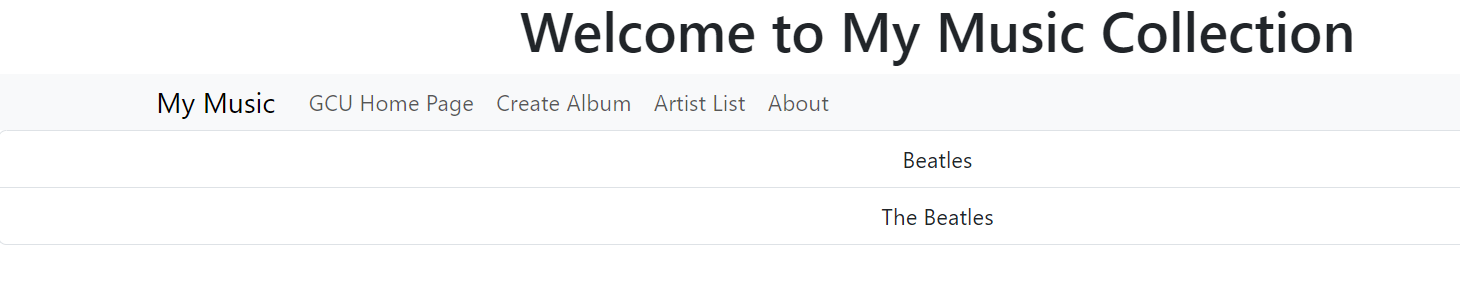 Welcome to My Music Collection
My Music GCU Home Page Create Album Artist List About
Beatles
The Beatles